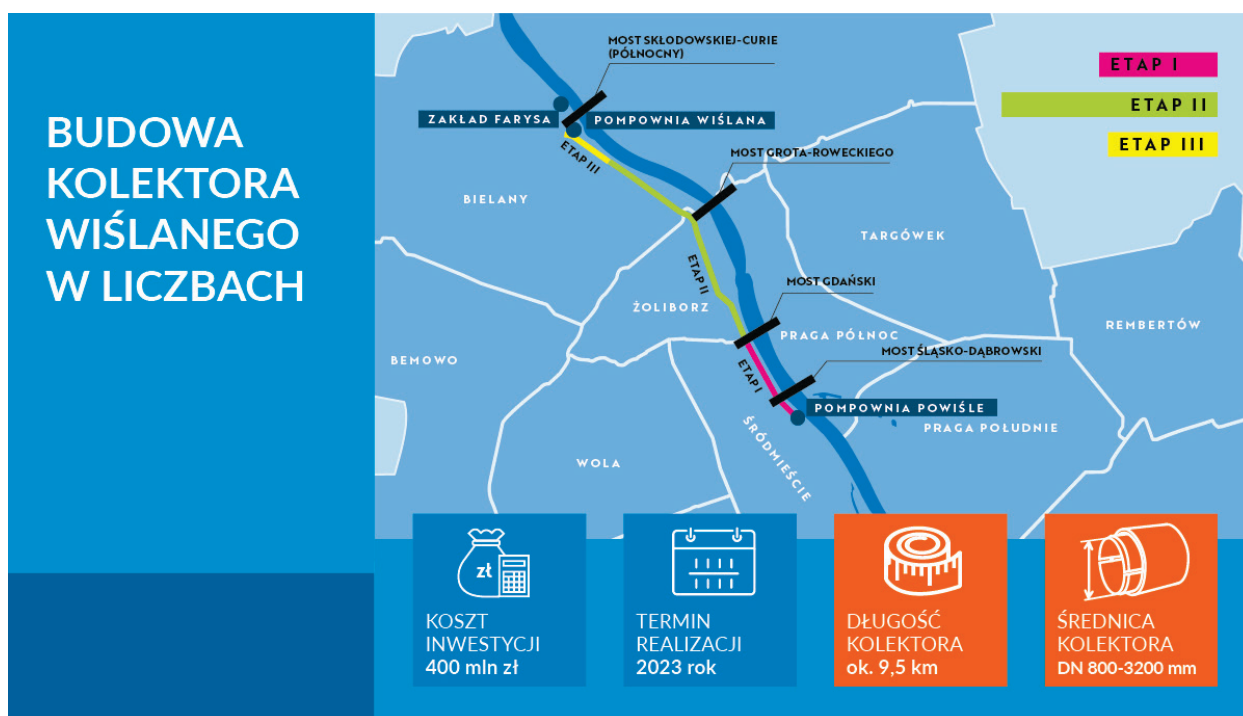 BUDOWA
KOLEKTORA
WIŚLANEGO
W LICZBACH
MOST SKŁODOWSKIEJ-CURIE
(PÓŁNOCNY)
ETAP I
ETAP II
ETAP III
ZAKŁAD FARYSA
POMPOWNIA WIŚLANA
ETAP III
MOST GROTA-ROWECKIEGO
BIELANY
TARGÓWEK
ETAP II
MOST GDAŃSKI
ŻOLIBORZ
PRAGA PÓŁNOC
REMBERTÓW
MOST ŚLĄSKO-DĄBROWSKI
BEMOWO
ETAP I
POMPOWNIA POWIŚLE
PRAGA POŁUDNIE
ŚRÓDMIEŚCIE
WOLA
zł
KOSZT
INWESTYCJI
400 mln zł
TERMIN
REALIZACJI
2023 rok
DŁUGOŚĆ
KOLEKTORA
ok. 9,5 km
ŚREDNICA
KOLEKTORA
DN 800-3200 mm